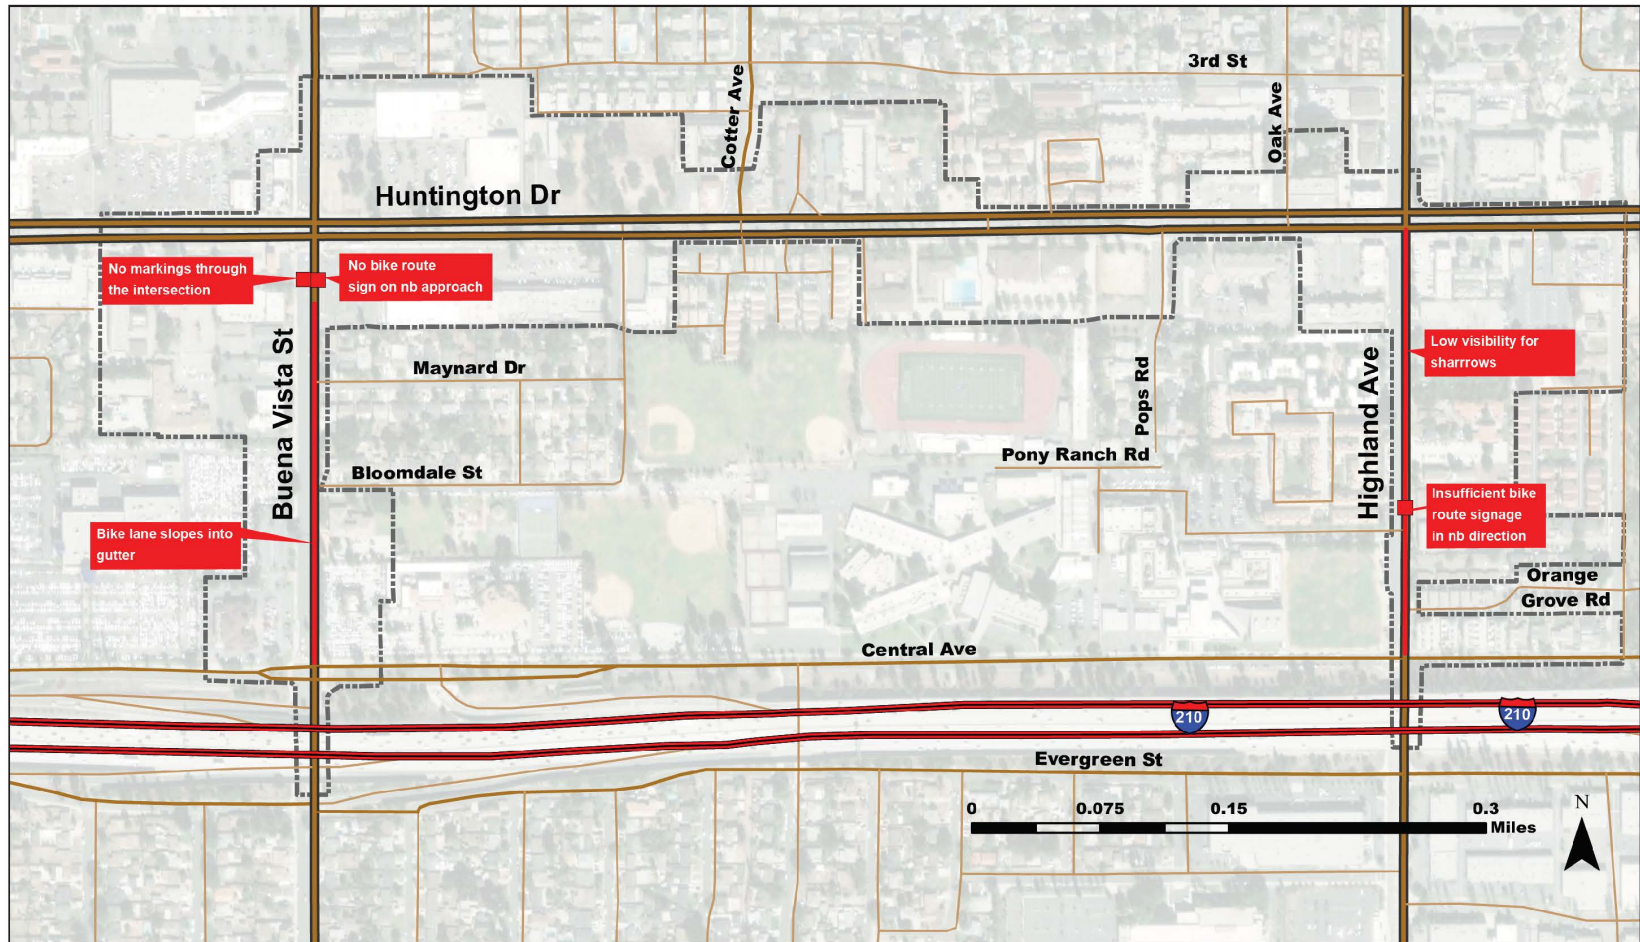 3rd St
Cotter Ave
Oak Ave
Huntington Dr
No markings through
the intersection
No bike route
sign on nb approach
Buena Vista St
Maynard Dr
Bloomdale St
Bike lane slopes into
gutter
Pops Rd
Pony Ranch Rd
Highland Ave
Low visibility for
sharrrows
Insufficient bike
route signage
in nb direction
Orange
Grove Rd
Central Ave
210
210
Evergreen St
0 0.075 0.15 0.3
Miles
N